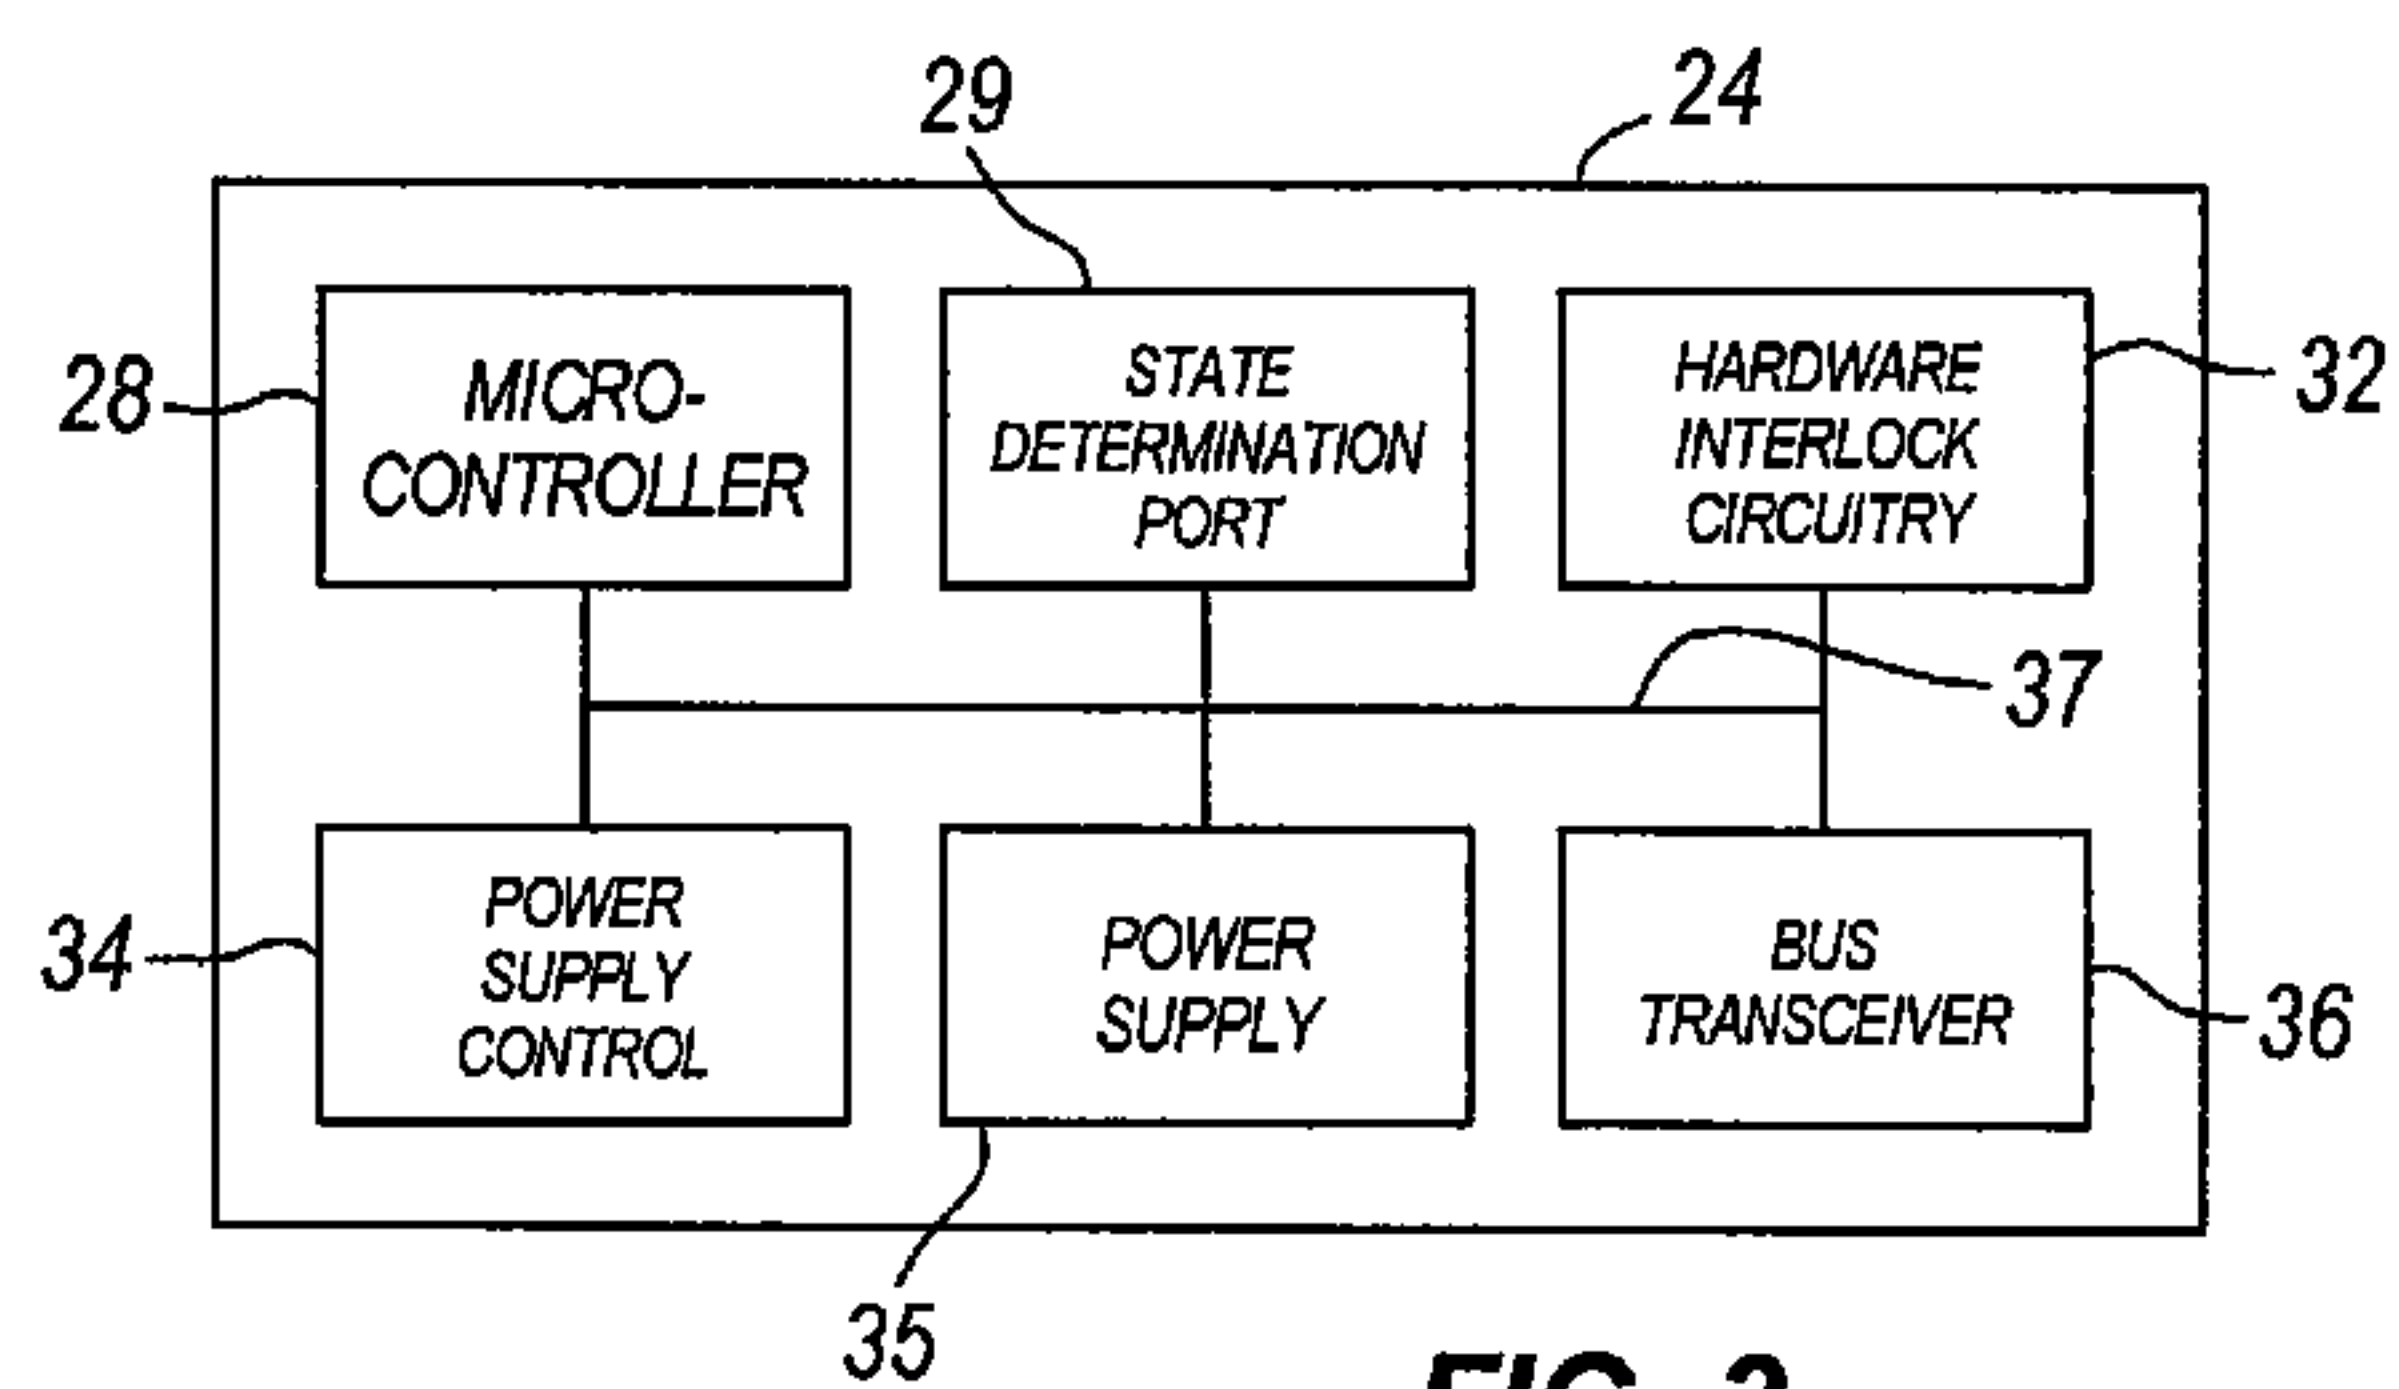 29
24
28
MICRO-
CONTROLLER
STATE
DETERMINATION
PORT
HARDWARE
INTERLOCK
CIRCUITRY
32
37
34
POWER
SUPPLY
CONTROL
POWER
SUPPLY
BUS
TRANSCEIVER
36
35